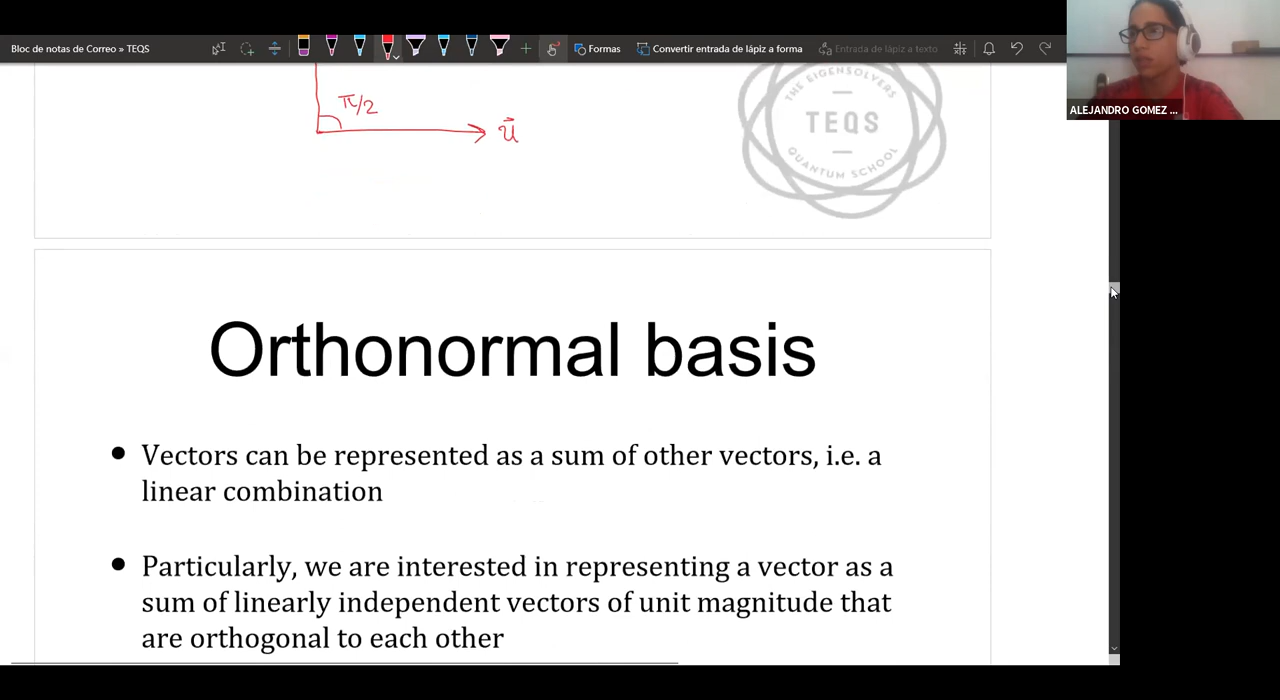 Bloc de notas de Correo » TEQS
Formas
Convertir entrada de lápiz a forma
Entrada de lápiz a texto
ALEJANDRO GOMEZ ...
π/2
u⃗
THE EIGENSOLVERS
TEQS
QUANTUM SCHOOL
Orthonormal basis
• Vectors can be represented as a sum of other vectors, i.e. a
linear combination
• Particularly, we are interested in representing a vector as a
sum of linearly independent vectors of unit magnitude that
are orthogonal to each other